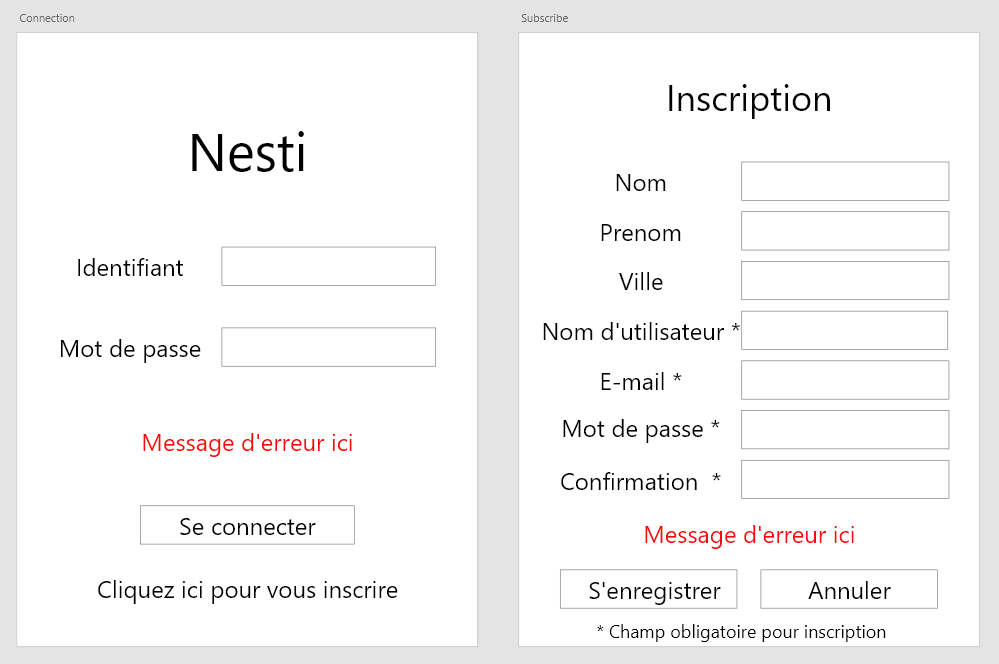 Connection
Nesti
Identifiant
Mot de passe
Message d'erreur ici
Se connecter
Cliquez ici pour vous inscrire
Subscribe
Inscription
Nom
Prenom
Ville
Nom d'utilisateur *
E-mail *
Mot de passe *
Confirmation *
Message d'erreur ici
S'enregistrer
Annuler
* Champ obligatoire pour inscription